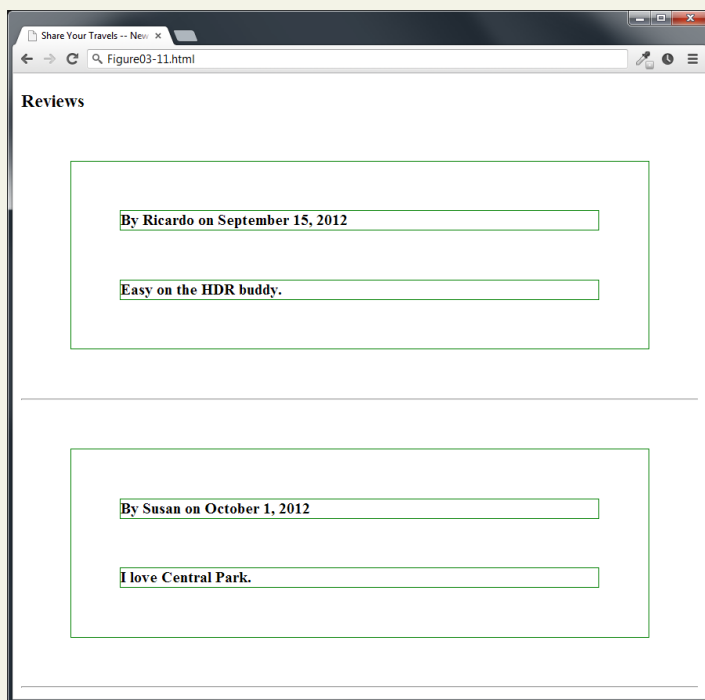 Share Your Travels -- New
Figure03-11.html
Reviews
By Ricardo on September 15, 2012
Easy on the HDR buddy.
By Susan on October 1, 2012
I love Central Park.